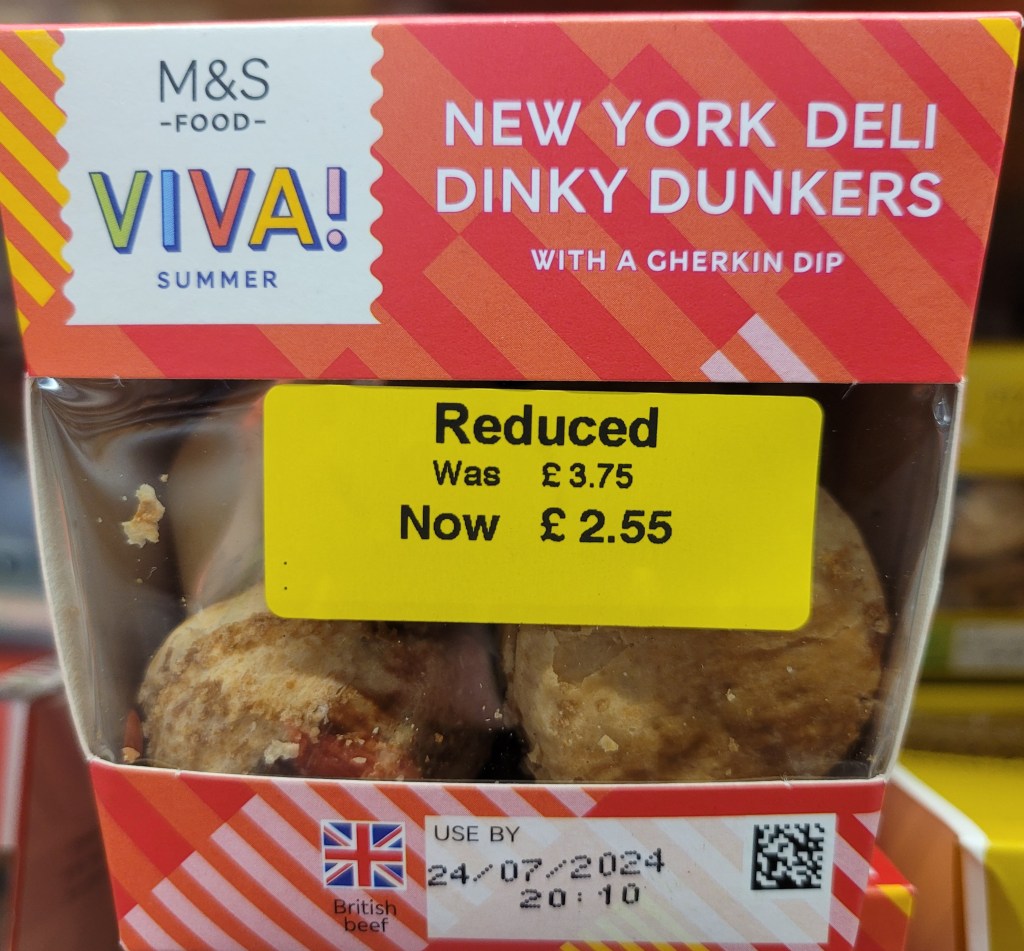 M&S
-FOOD-
VIVA!
SUMMER
NEW YORK DELI
DINKY DUNKERS
WITH A GHERKIN DIP
Reduced
Was £3.75
Now £ 2.55
British
beef
USE BY
24/07/2024
20:10